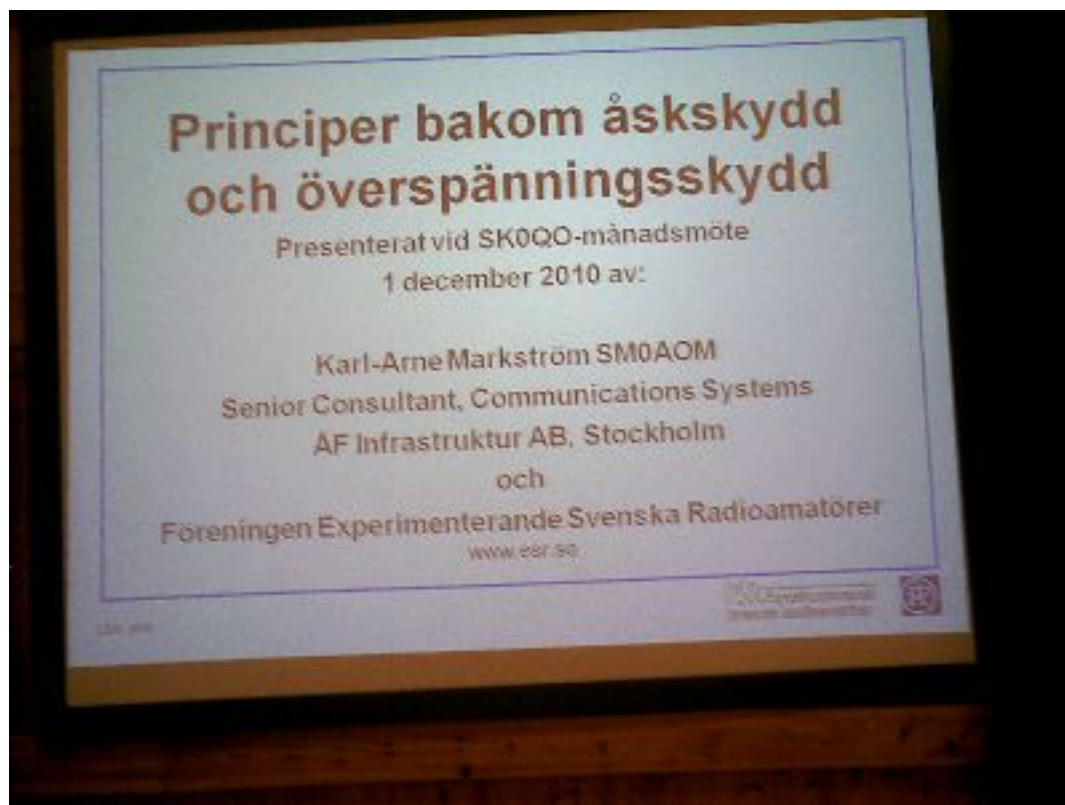 Principer bakom åskskydd
och överspänningsskydd
Presenterat vid SK0QO-månadsmöte
1 december 2010 av:
Karl-Arne Markström SM0AOM
Senior Consultant, Communications Systems
ÅF Infrastruktur AB, Stockholm
och
Föreningen Experimenterande Svenska Radioamatörer
www.esr.se